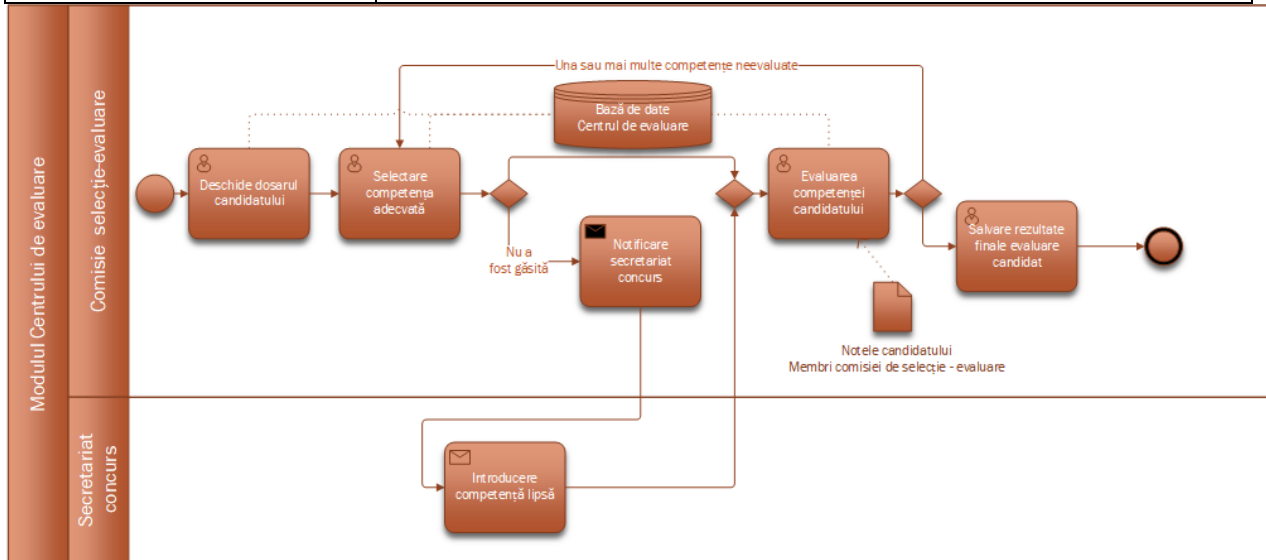 Modulul Centrului de evaluare
Comisie selecție-evaluare
Una sau mai multe competențe neevaluate
Bază de date
Centrul de evaluare
Deschide dosarul
candidatului
Selectare
competența
adecvată
Nu a
fost găsită
Notificare
secretariat
concurs
Evaluarea
competenței
candidatului
Salvare rezultate
finale evaluare
candidat
Notele candidatului
Membri comisiei de selecție - evaluare
Secretariat
concurs
Introducere
competență lipsă